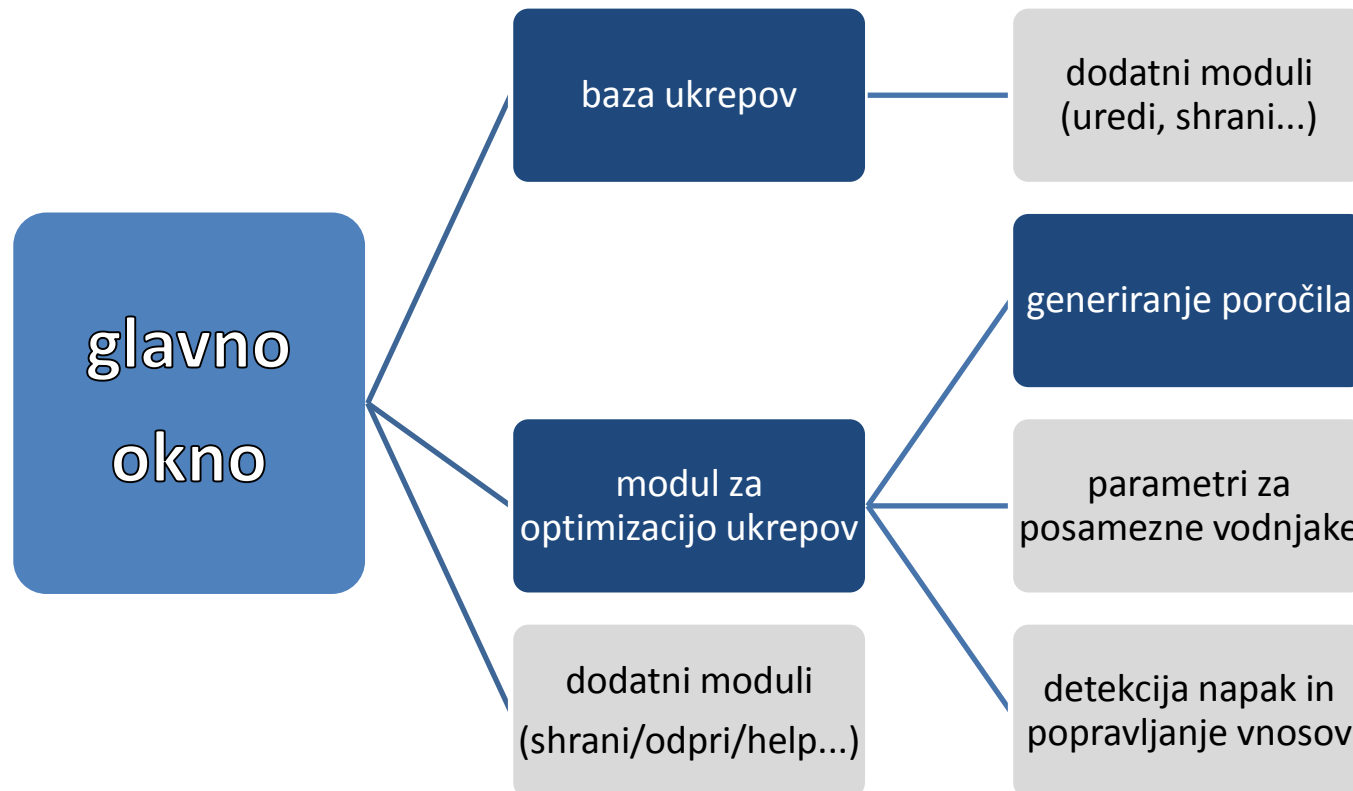 baza ukrepov
dodatni moduli
(uredi, shrani...)
glavno
okno
generiranje poročila
modul za
optimizacijo ukrepov
parametri za
posamezne vodnjake
dodatni moduli
(shrani/odpri/help...)
detekcija napak in
popravljanje vnosov